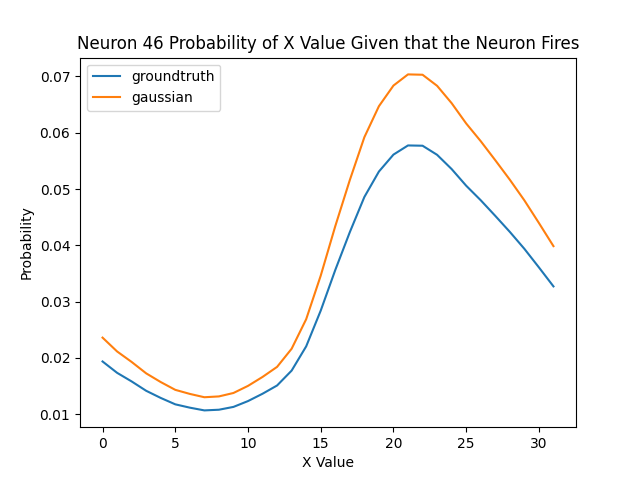 Neuron 46 Probability of X Value Given that the Neuron Fires
groundtruth
gaussian
0.07
0.06
0.05
0.04
0.03
0.02
0.01
Probability
0 5 10 15 20 25 30
X Value